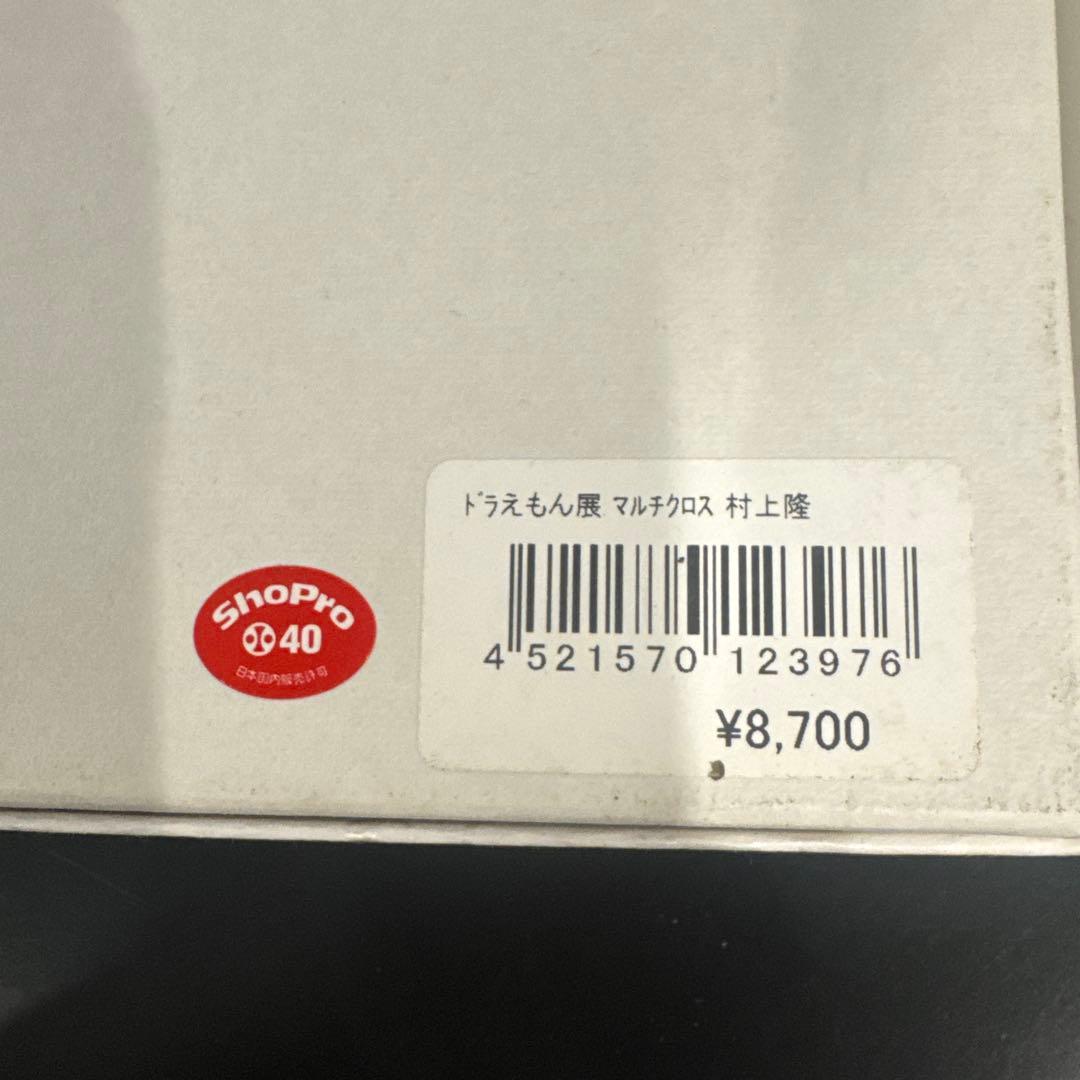 ﾄﾞラえもん展 ﾏﾙﾁｸﾛｽ 村上隆
4 521570 123976
¥8,700
ShoPro
40
日本国内販売許可